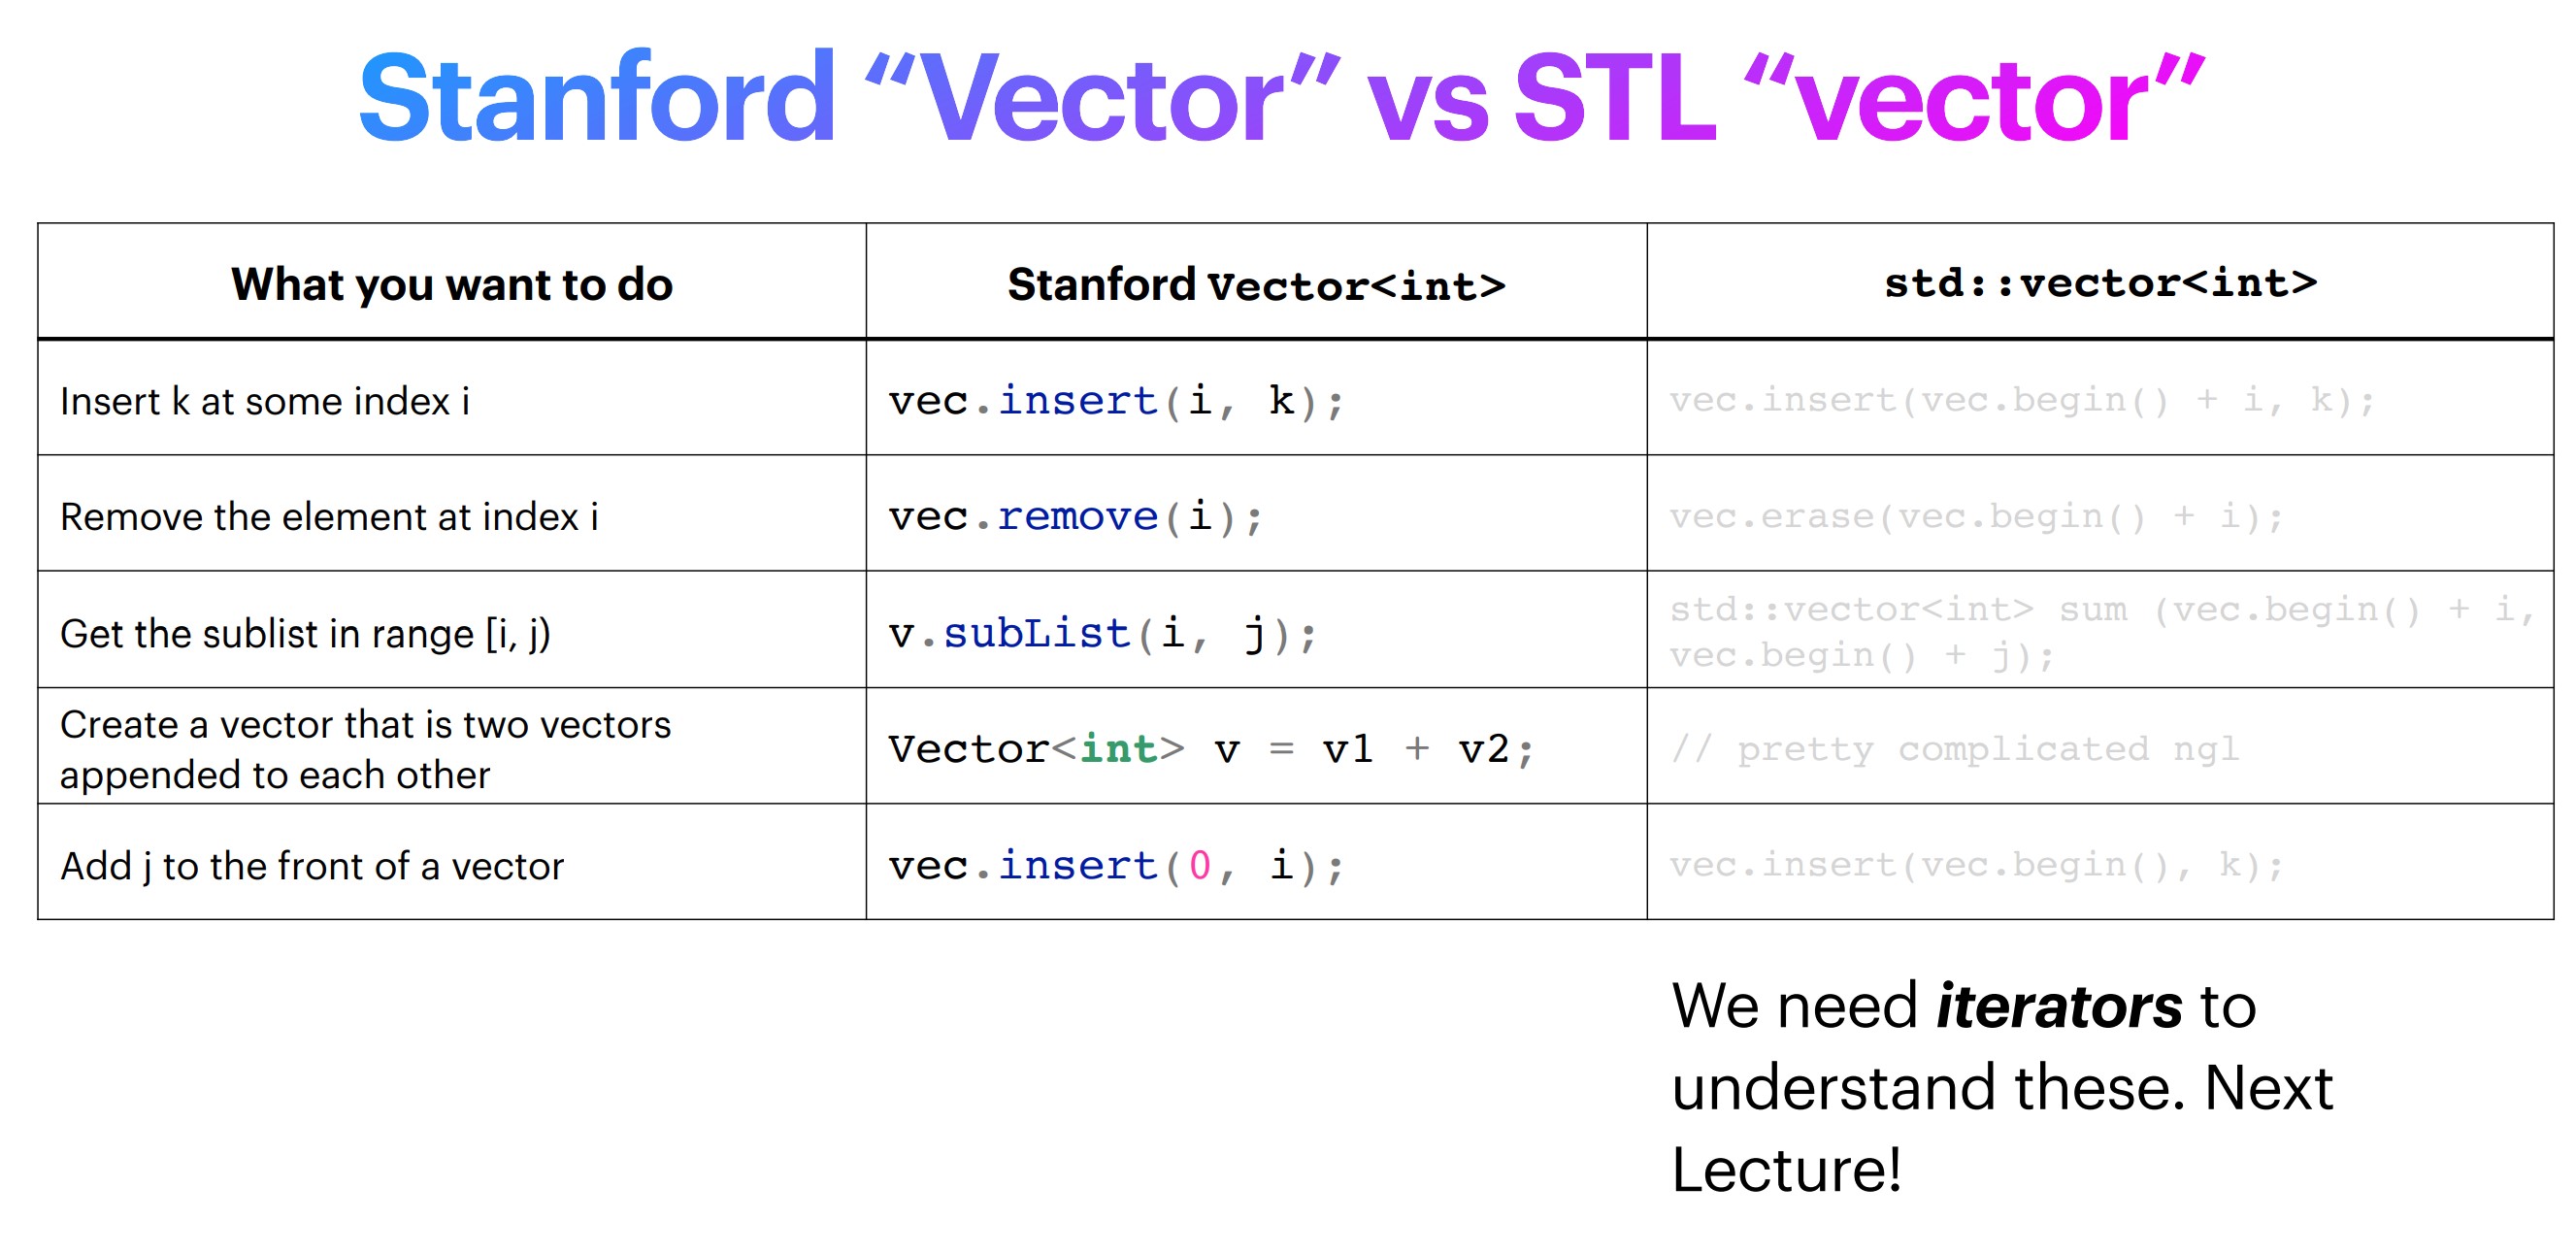 Stanford “Vector” vs STL “vector”
What you want to do
Stanford Vector<int>
std::vector<int>
Insert k at some index i
vec.insert(i, k);
vec.insert(vec.begin() + i, k);
Remove the element at index i
vec.remove(i);
vec.erase(vec.begin() + i);
Get the sublist in range [i, j)
v.subList(i, j);
std::vector<int> sum (vec.begin() + i,
vec.begin() + j);
Create a vector that is two vectors
appended to each other
Vector<int> v = v1 + v2;
// pretty complicated ngl
Add j to the front of a vector
vec.insert(0, i);
vec.insert(vec.begin(), k);
We need iterators to
understand these. Next
Lecture!